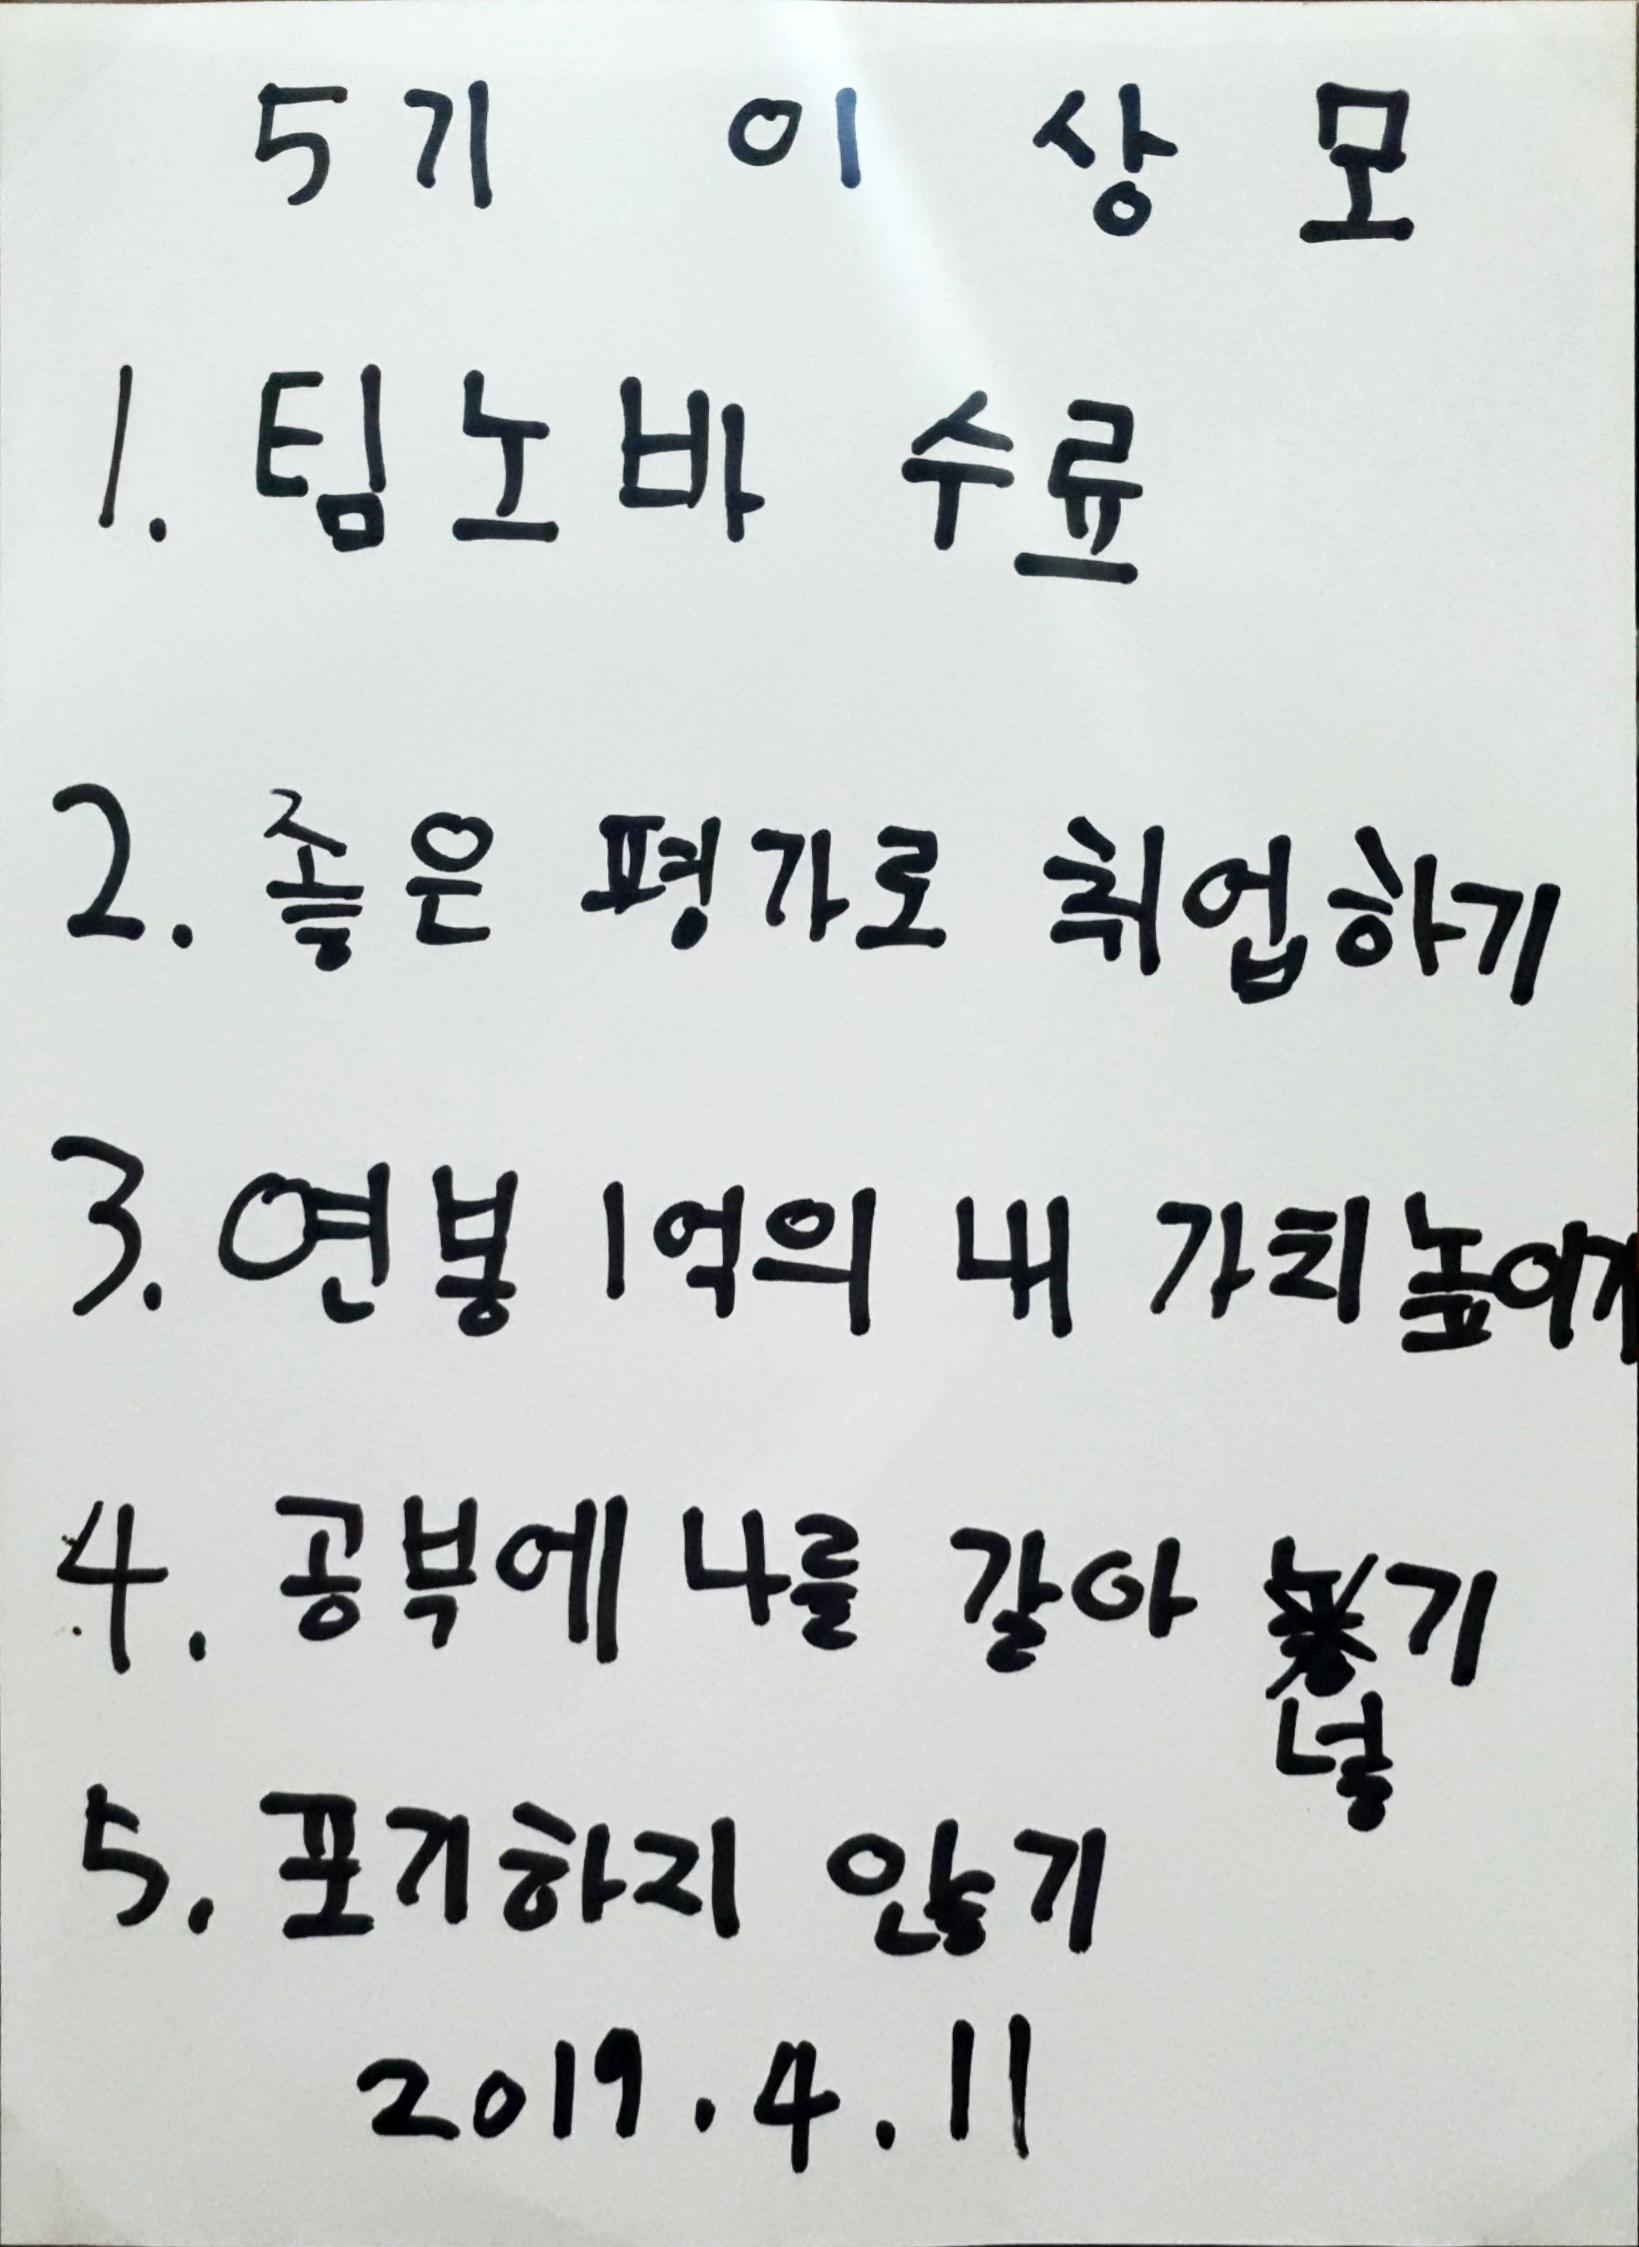 5기 이상모
1. 팀노바 수료
2. 좋은 평가로 취업하기
3. 연봉 1억의 내 가치높이기
4. 공부에 나를 갈아 넣기
5. 포기하지 않기
2019.4.11